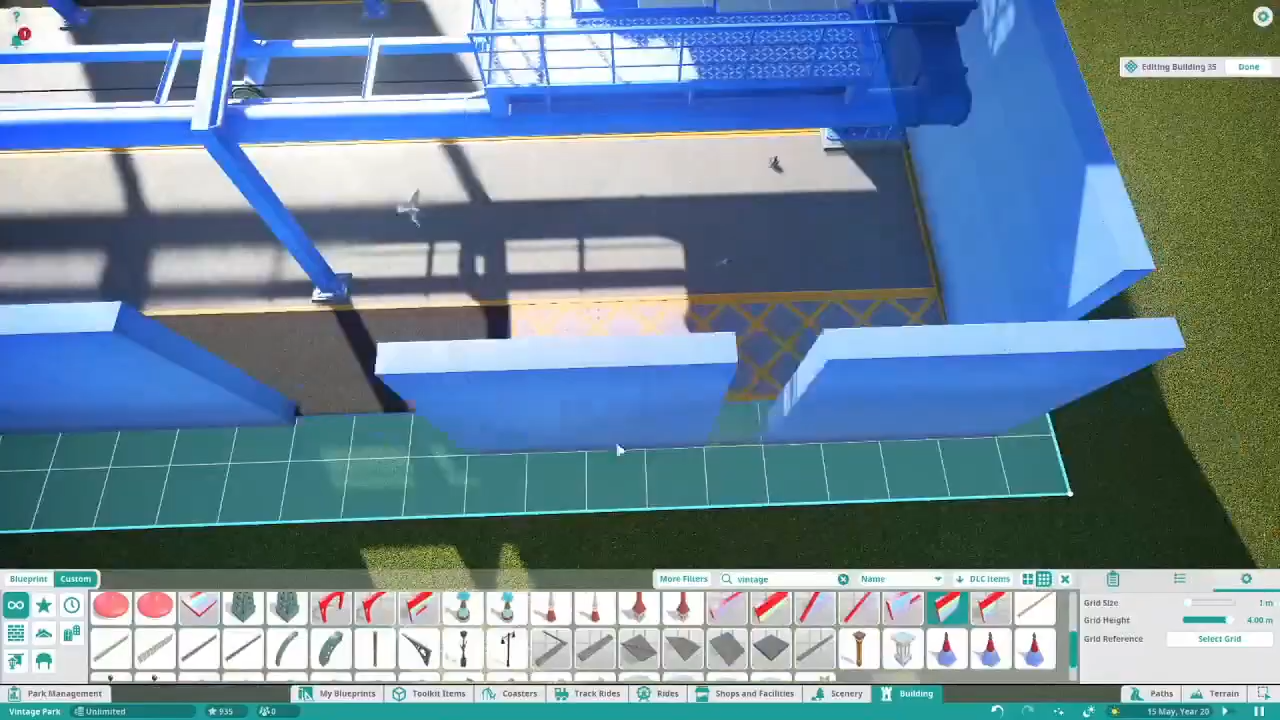 ?
!
Editing Building 35 Done
Blueprint Custom More Filters vintage Name DLC Items
Grid Size 1 m
Grid Height 4.00 m
Grid Reference Select Grid
Park Management My Blueprints Toolkit Items Coasters Track Rides Rides Shops and Facilities Scenery Building Paths Terrain
Vintage Park Unlimited 935 0 15 May, Year 20